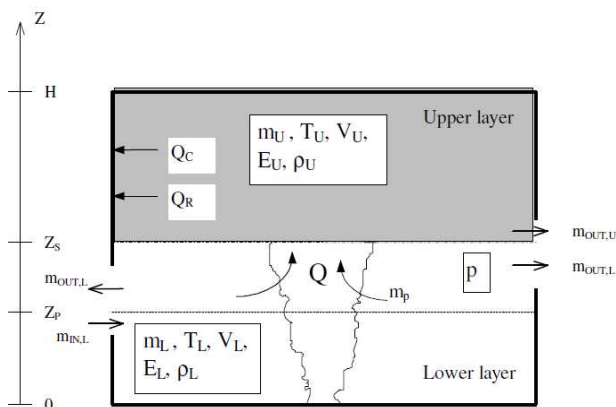 Z
H
Upper layer
m_U , T_U, V_U,
E_U, ρ_U
Q_C
Q_R
m_OUT,U
Z_S
m_OUT,L
Q
p
m_OUT,L
m_p
Z_P
m_IN,L
m_L , T_L, V_L,
E_L, ρ_L
Lower layer
0